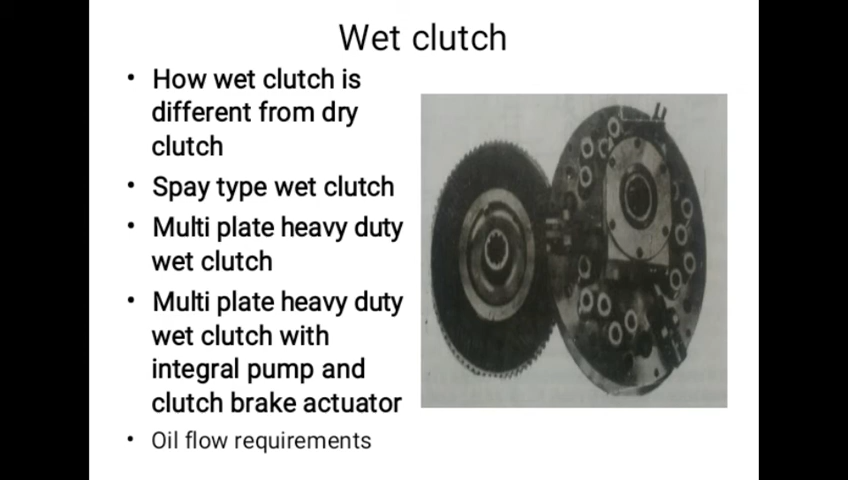 Wet clutch
• How wet clutch is
different from dry
clutch
• Spay type wet clutch
• Multi plate heavy duty
wet clutch
• Multi plate heavy duty
wet clutch with
integral pump and
clutch brake actuator
• Oil flow requirements